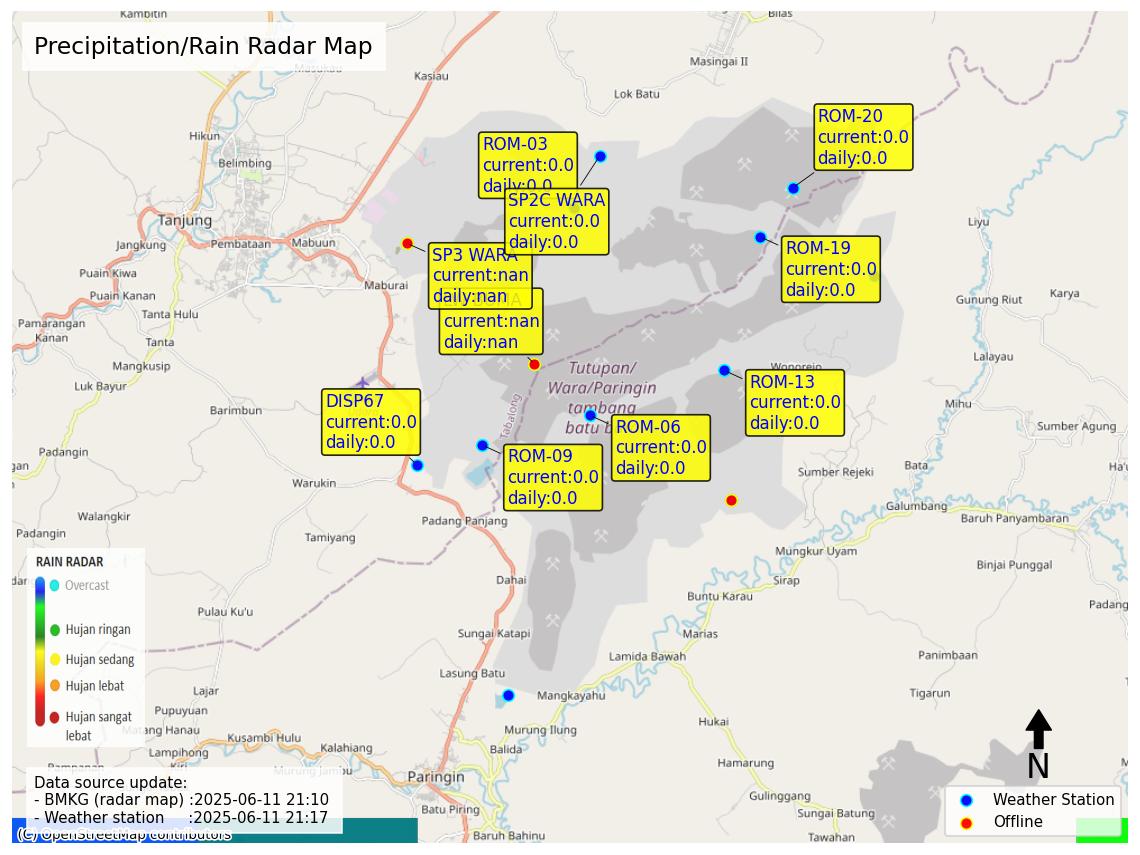 Kambitin
Bilas
Precipitation/Rain Radar Map
Masukau
Kasiau
Masingai II
Lok Batu
Hikun
Belimbing
ROM-03
current:0.0
daily:0.0
ROM-20
current:0.0
daily:0.0
SP2C WARA
current:0.0
daily:0.0
Tanjung
Jangkung
Pembataan
Mabuun
Liyu
SP3 WARA
current:nan
daily:nan
ROM-19
current:0.0
daily:0.0
Puain Kiwa
Puain Kanan
Maburai
Tanta Hulu
Pamarangan
Kanan
Tanta
Gunung Riut
Karya
current:nan
daily:nan
Mangkusip
Luk Bayur
Lalayau
Wonorejo
Tutupan/
Wara/Paringin
tambang
batu b
Tabalong
ROM-13
current:0.0
daily:0.0
DISP67
current:0.0
daily:0.0
Barimbun
Mihu
ROM-06
current:0.0
daily:0.0
Sumber Agung
ROM-09
current:0.0
daily:0.0
Padangin
Warukin
Bata
Sumber Rejeki
Galumbang
Baruh Panyambaran
Walangkir
Padangin
Tamiyang
Padang Panjang
Mungkur Uyam
Binjai Punggal
RAIN RADAR
Overcast
Hujan ringan
Hujan sedang
Hujan lebat
Hujan sangat
lebat
Dahai
Sirap
Buntu Karau
Padang
Pulau Ku'u
Sungai Katapi
Marias
Lamida Bawah
Panimbaan
Lasung Batu
Mangkayahu
Tigarun
Lajar
Pupuyuan
Matang Hanau
Hukai
Murung Ilung
Kusambi Hulu
Lampihong
Kiri
Kalahiang
Balida
Hamarung
N
Pampanan
Murung Jambu
Paringin
Gulinggang
Batu Piring
Sungai Batung
Baruh Bahinu
Tawahan
Data source update:
- BMKG (radar map) :2025-06-11 21:10
- Weather station :2025-06-11 21:17
(C) OpenStreetMap contributors
Weather Station
Offline